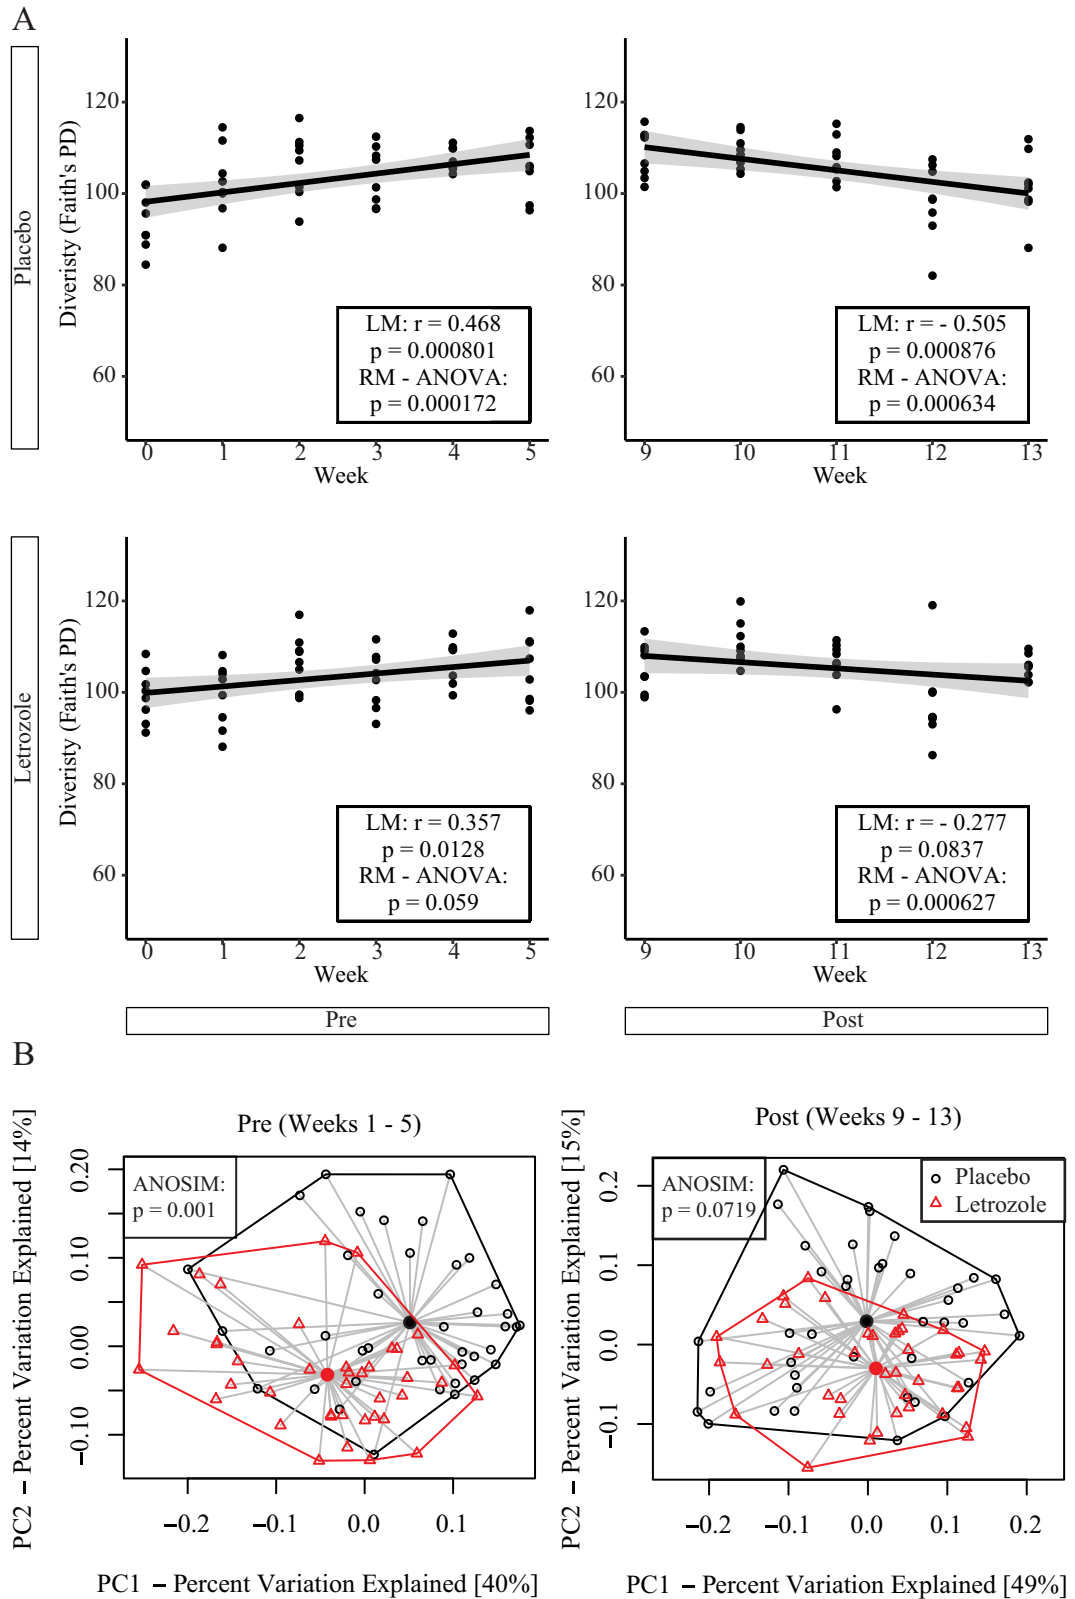 A
Placebo
Diveristy (Faith's PD)
120
100
80
60
LM: r = 0.468
p = 0.000801
RM - ANOVA:
p = 0.000172
0 1 2 3 4 5
Week
120
100
80
60
LM: r = - 0.505
p = 0.000876
RM - ANOVA:
p = 0.000634
9 10 11 12 13
Week
Letrozole
Diveristy (Faith's PD)
120
100
80
60
LM: r = 0.357
p = 0.0128
RM - ANOVA:
p = 0.059
0 1 2 3 4 5
Week
120
100
80
60
LM: r = - 0.277
p = 0.0837
RM - ANOVA:
p = 0.000627
9 10 11 12 13
Week
Pre
Post
B
Pre (Weeks 1 - 5)
PC2 – Percent Variation Explained [14%]
0.20
0.10
0.00
−0.10
ANOSIM:
p = 0.001
−0.2 −0.1 0.0 0.1
PC1 – Percent Variation Explained [40%]
Post (Weeks 9 - 13)
PC2 – Percent Variation Explained [15%]
0.2
0.1
0.0
−0.1
ANOSIM:
p = 0.0719
Placebo
Letrozole
−0.2 −0.1 0.0 0.1 0.2
PC1 – Percent Variation Explained [49%]